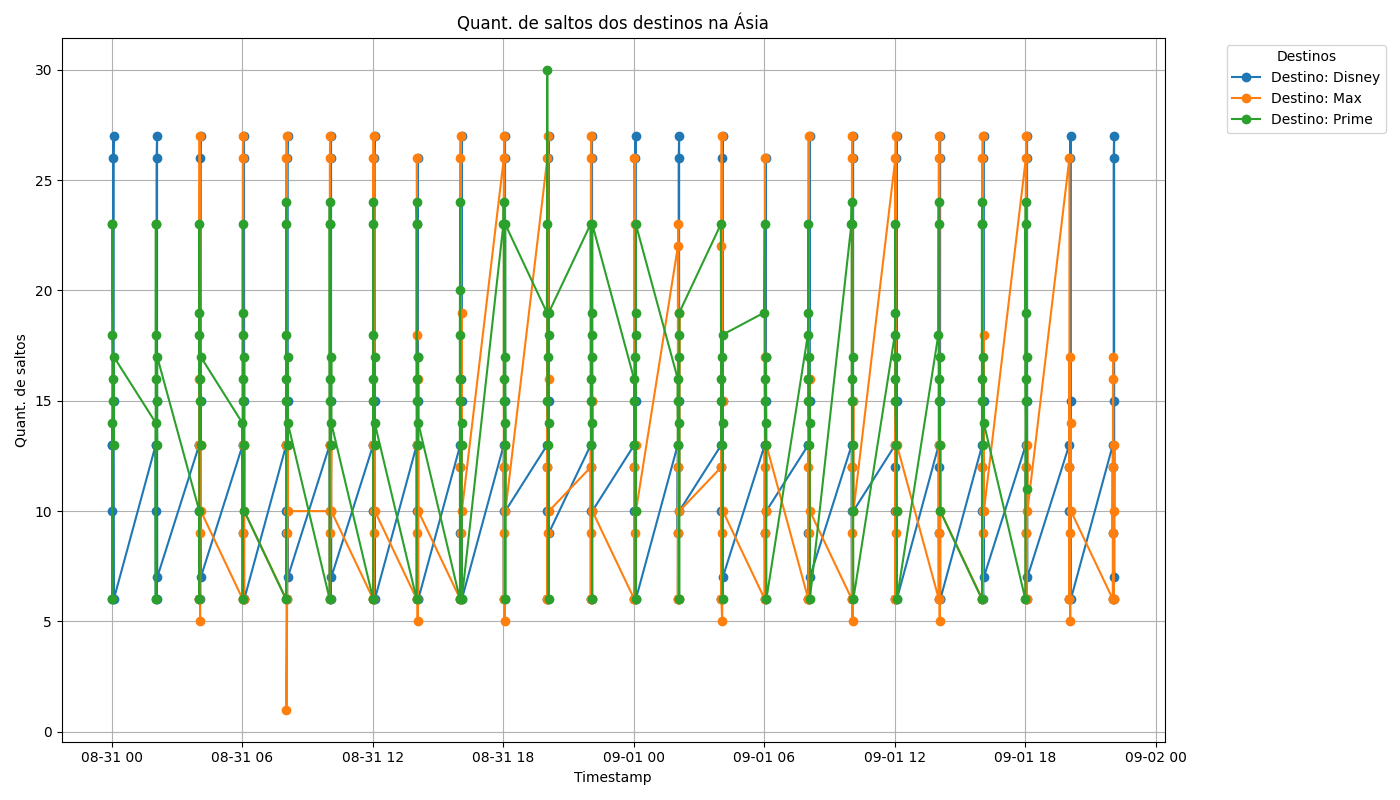 Quant. de saltos dos destinos na Ásia
Destinos
Destino: Disney
Destino: Max
Destino: Prime
Quant. de saltos
30
25
20
15
10
5
0
08-31 00
08-31 06
08-31 12
08-31 18
09-01 00
09-01 06
09-01 12
09-01 18
09-02 00
Timestamp